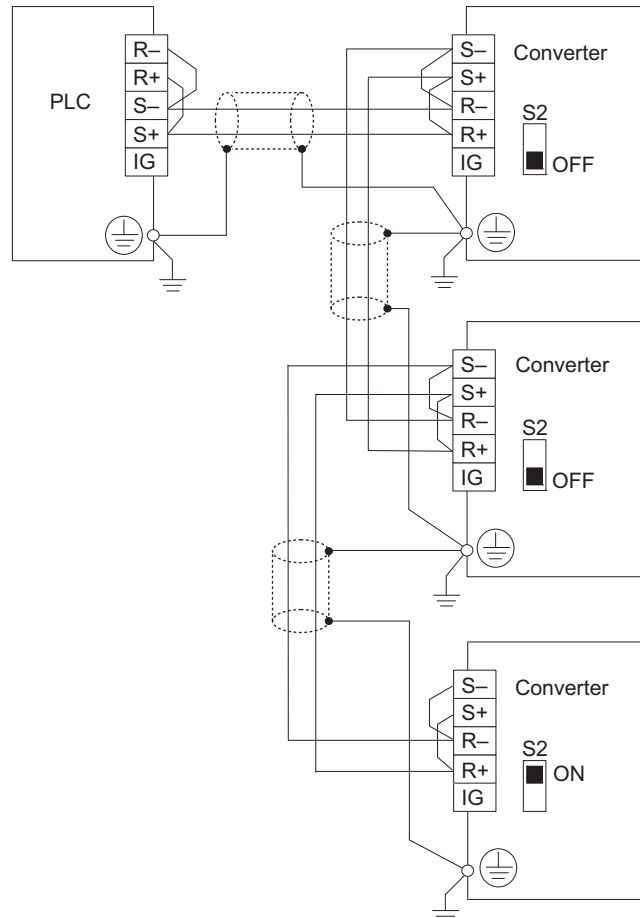 PLC
R–
R+
S–
S+
IG
S–
S+
R–
R+
IG
Converter
S2
OFF
S–
S+
R–
R+
IG
Converter
S2
OFF
S–
S+
R–
R+
IG
Converter
S2
ON